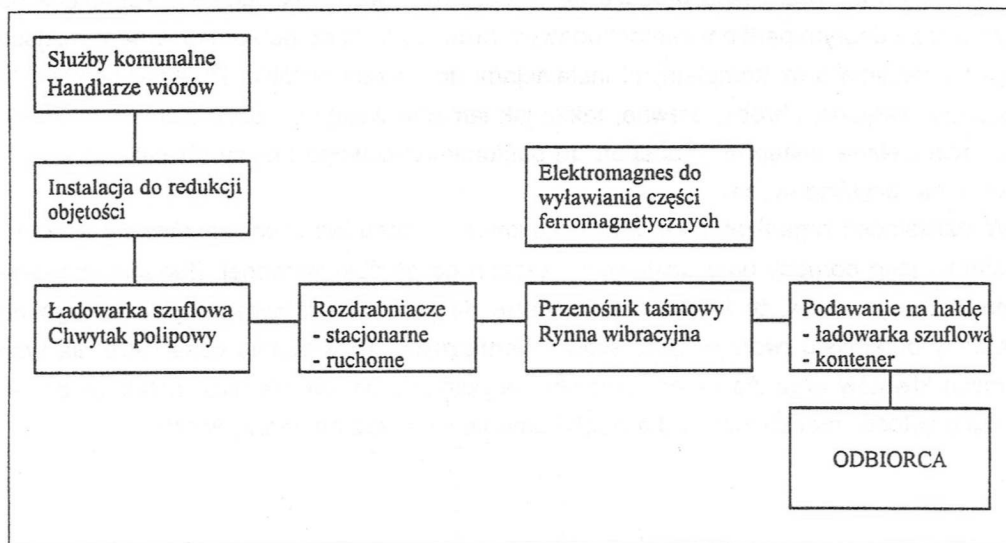 Służby komunalne
Handlarze wiórów
Instalacja do redukcji
objętości
Elektromagnes do
wyławiania części
ferromagnetycznych
Ładowarka szuflowa
Chwytak polipowy
Rozdrabniacze
- stacjonarne
- ruchome
Przenośnik taśmowy
Rynna wibracyjna
Podawanie na hałdę
- ładowarka szuflowa
- kontener
ODBIORCA